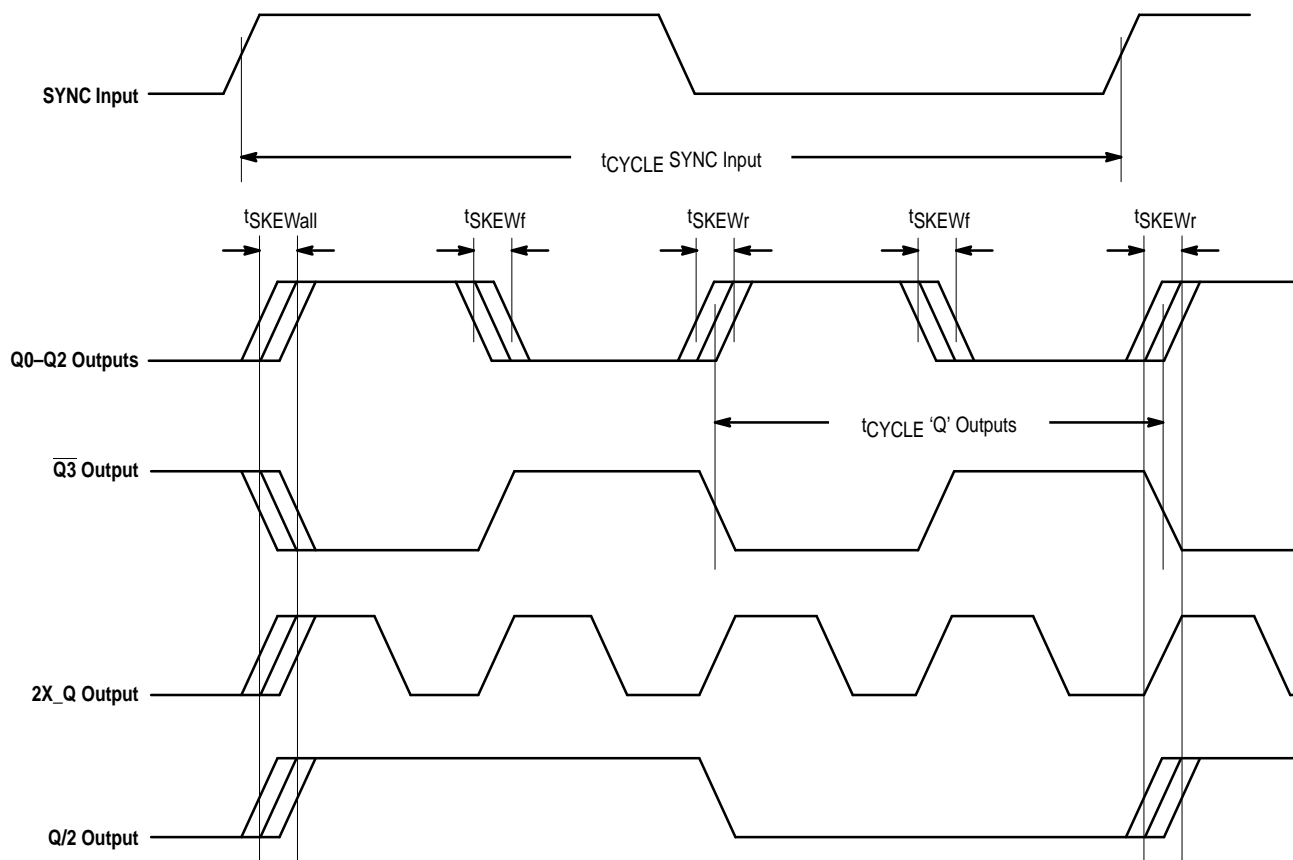 SYNC Input
tCYCLE SYNC Input
tSKEWall
tSKEWf
tSKEWr
tSKEWf
tSKEWr
Q0–Q2 Outputs
tCYCLE ‘Q’ Outputs
Q̅3̅ Output
2X_Q Output
Q/2 Output